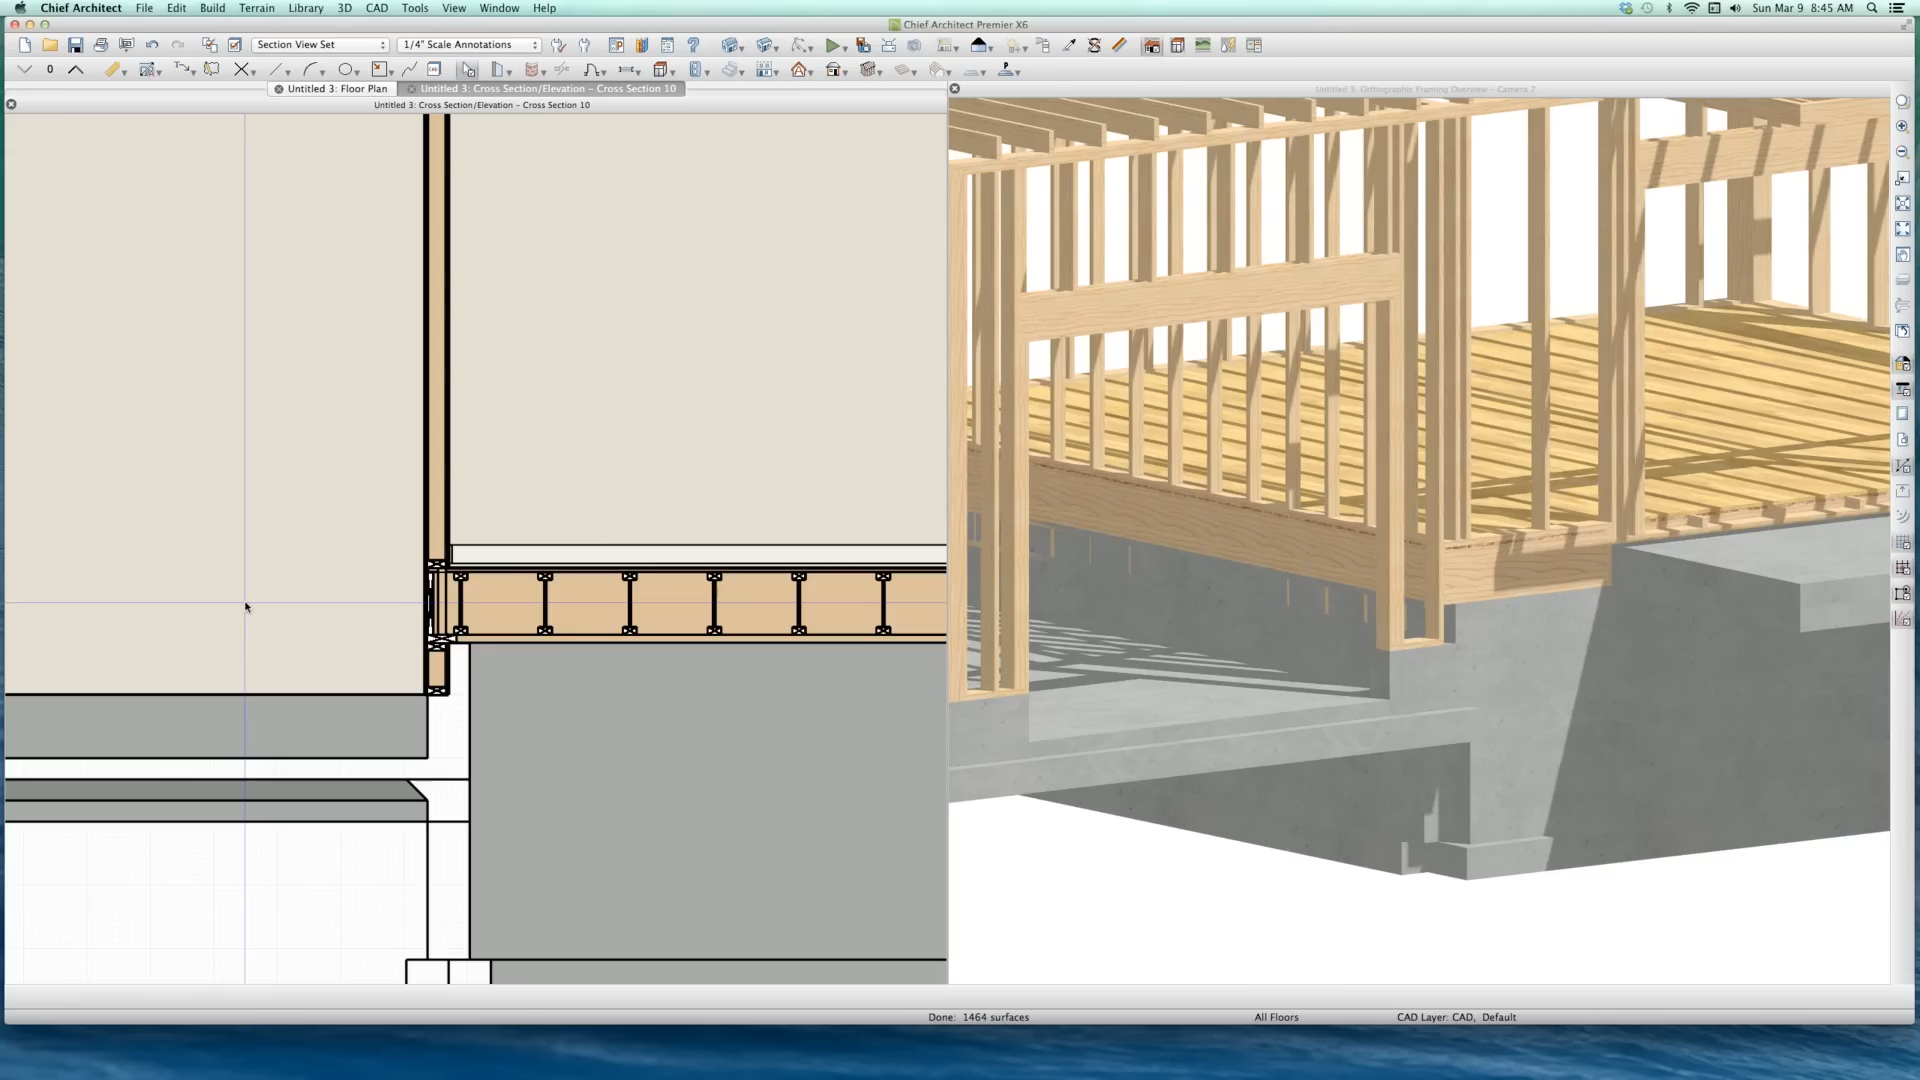 Chief Architect File Edit Build Terrain Library 3D CAD Tools View Window Help
Sun Mar 9 8:45 AM
Chief Architect Premier X6
Section View Set
1/4" Scale Annotations
0
Untitled 3: Floor Plan
Untitled 3: Cross Section/Elevation – Cross Section 10
Untitled 3: Orthographic Framing Overview – Camera 7
Untitled 3: Cross Section/Elevation – Cross Section 10
Done: 1464 surfaces
All Floors
CAD Layer: CAD, Default